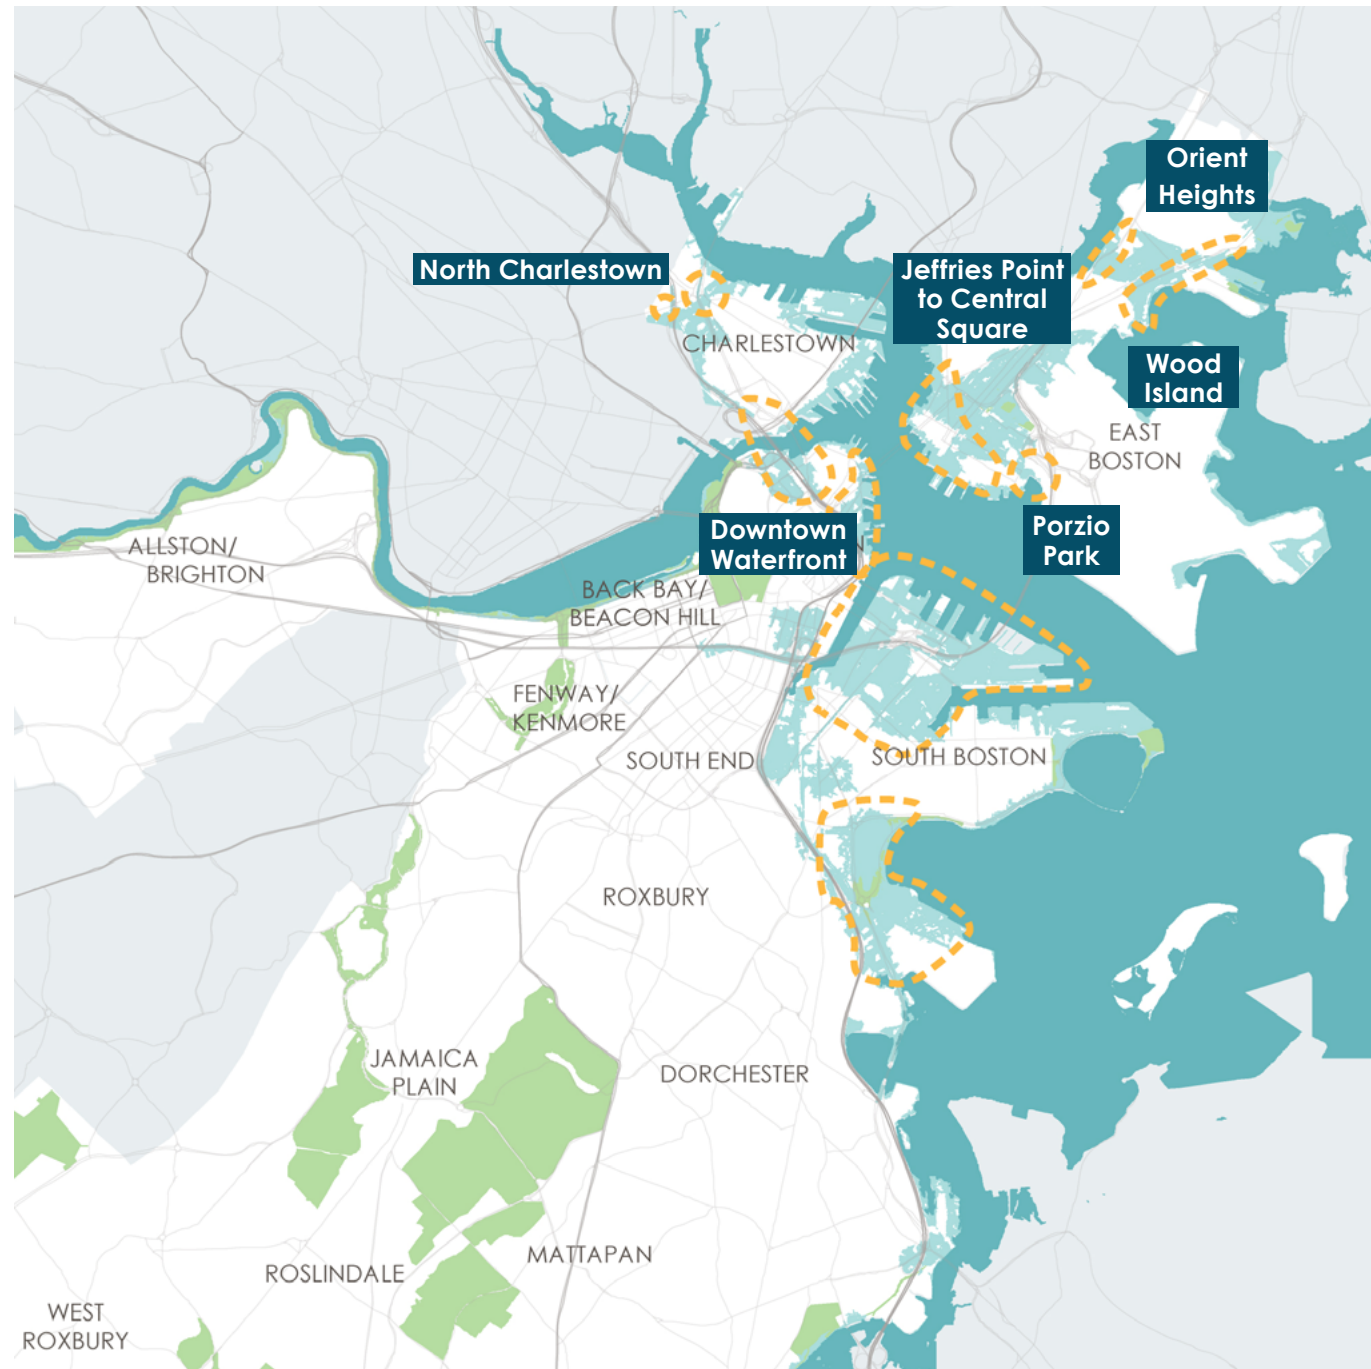 Orient
Heights
North Charlestown
Jeffries Point
to Central
Square
CHARLESTOWN
Wood
Island
EAST
BOSTON
Downtown
Waterfront
Porzio
Park
ALLSTON/
BRIGHTON
BACK BAY/
BEACON HILL
FENWAY/
KENMORE
SOUTH END
SOUTH BOSTON
ROXBURY
JAMAICA
PLAIN
DORCHESTER
MATTAPAN
ROSLINDALE
WEST
ROXBURY